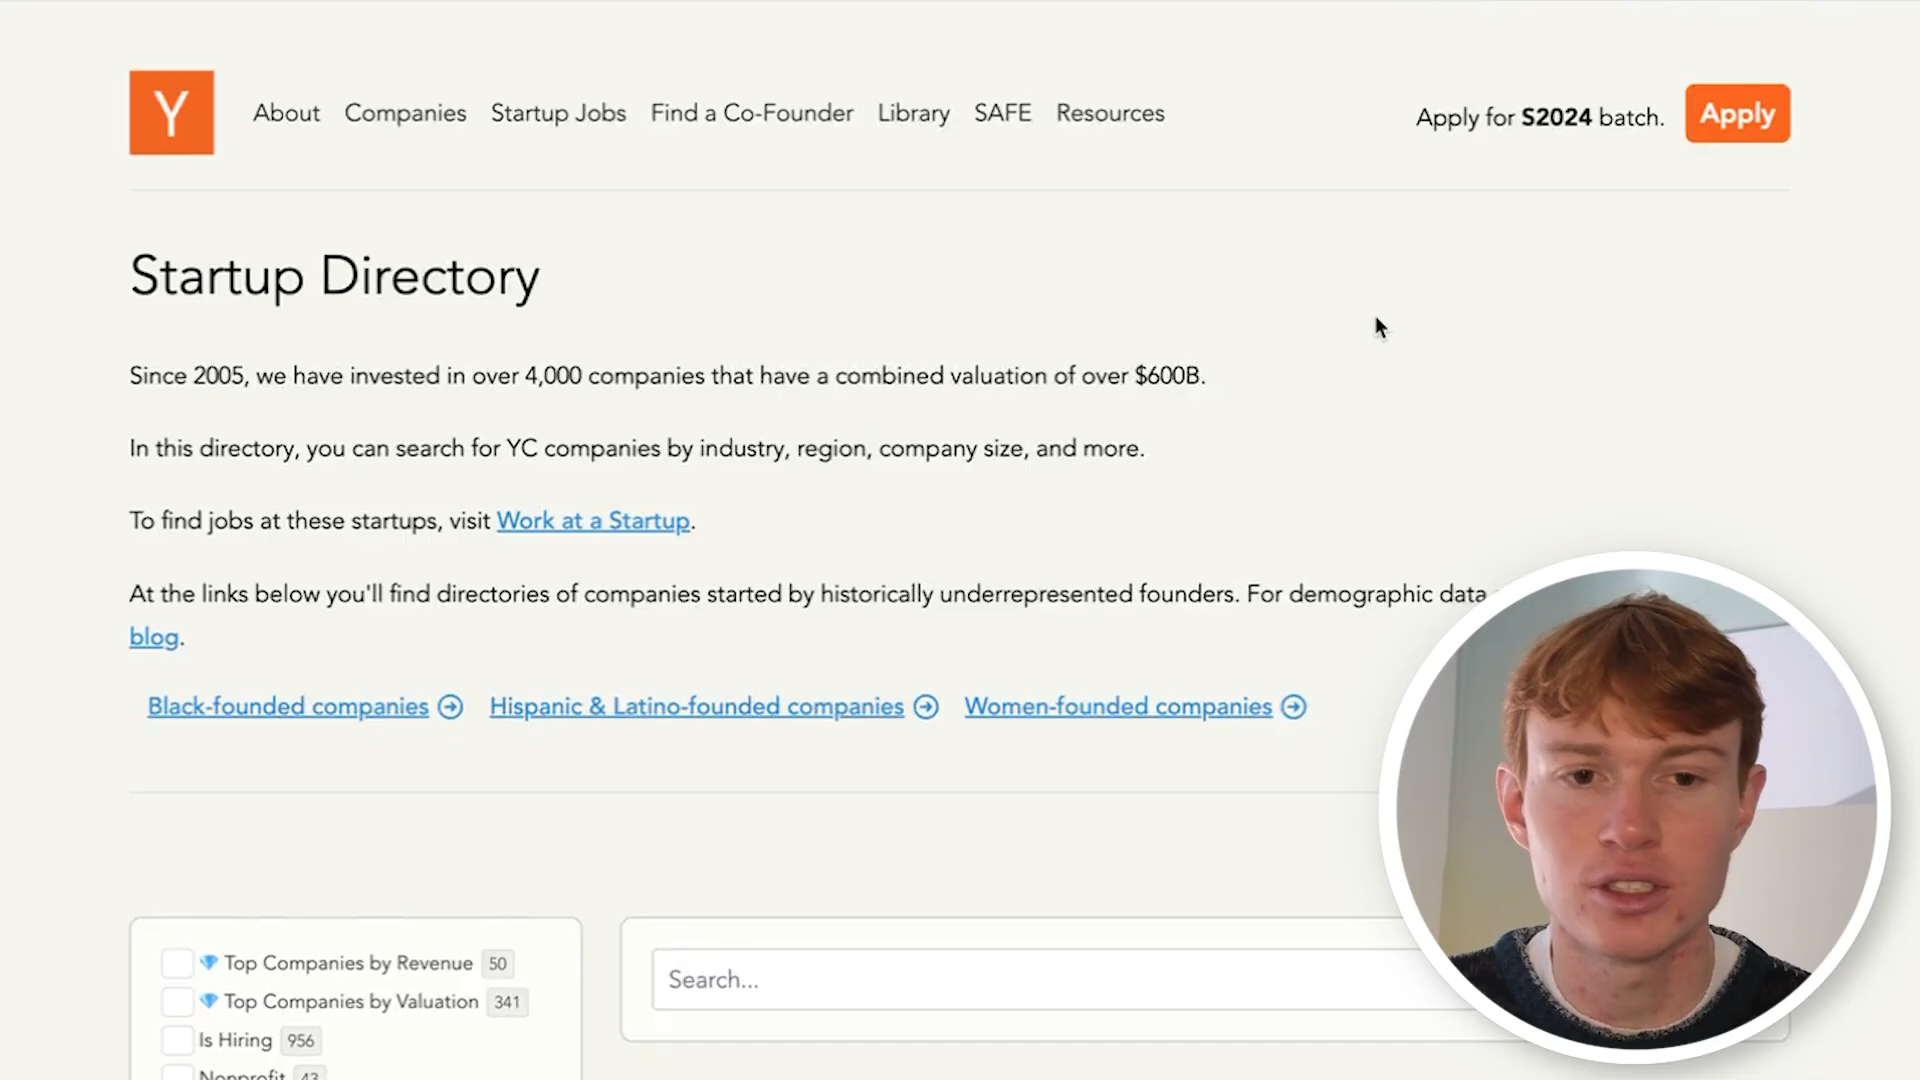 Y
About Companies Startup Jobs Find a Co-Founder Library SAFE Resources
Apply for S2024 batch. Apply
Startup Directory
Since 2005, we have invested in over 4,000 companies that have a combined valuation of over $600B.
In this directory, you can search for YC companies by industry, region, company size, and more.
To find jobs at these startups, visit Work at a Startup.
At the links below you'll find directories of companies started by historically underrepresented founders. For demographic data
blog.
Black-founded companies Hispanic & Latino-founded companies Women-founded companies
Top Companies by Revenue 50
Top Companies by Valuation 341
Is Hiring 956
Nonprofit 43
Search...